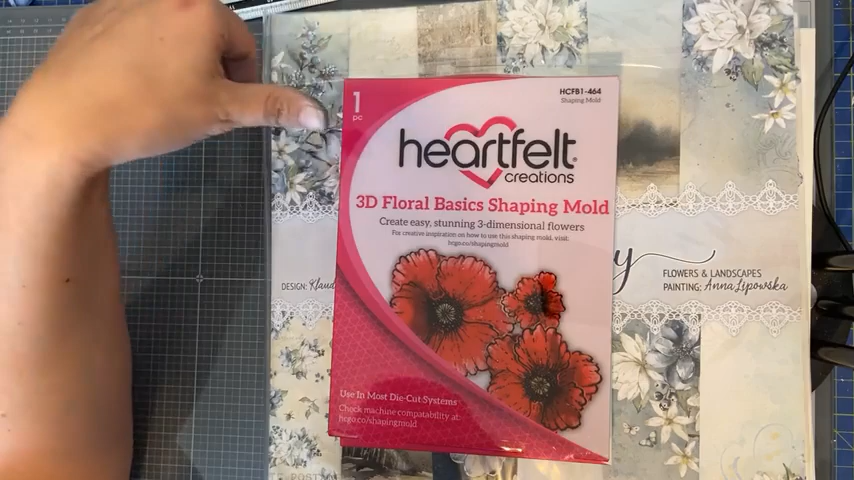 1
pc
HCFB1-464
Shaping Mold
heartfelt
creations
3D Floral Basics Shaping Mold
Create easy, stunning 3-dimensional flowers
For creative inspiration on how to use this shaping mold, visit:
hcgo.co/shapingmold
FLOWERS & LANDSCAPES
DESIGN:
PAINTING: Anna Lipowska
Use In Most Die-Cut Systems
Check machine compatability at:
hcgo.co/shapingmold